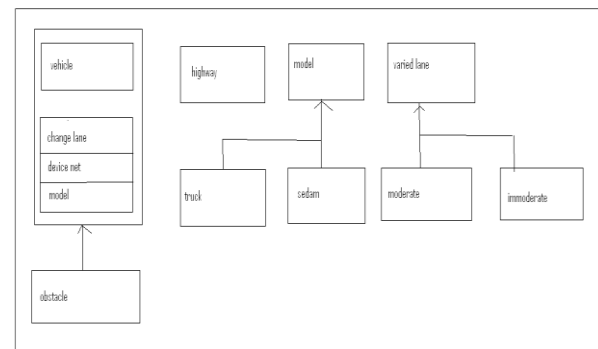 vehicle
change lane
device net
model
obstacle
highway
model
varied lane
truck
sedam
moderate
immoderate